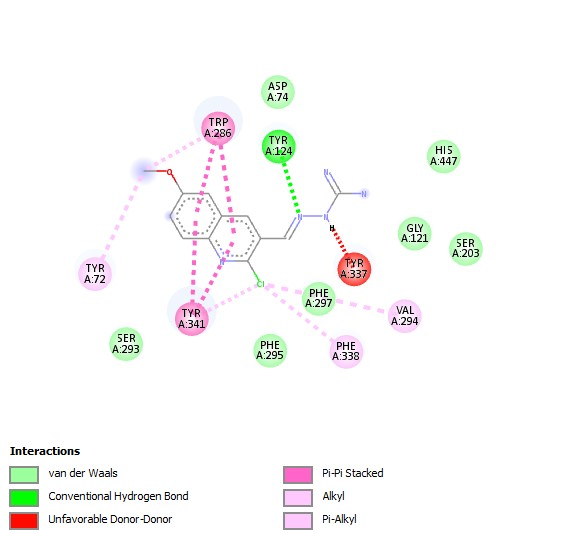 ASP
A:74
TRP
A:286
TYR
A:124
HIS
A:447
O
N
N
N
N
H
GLY
A:121
SER
A:203
TYR
A:72
N
TYR
A:337
Cl
PHE
A:297
TYR
A:341
VAL
A:294
SER
A:293
PHE
A:295
PHE
A:338
Interactions
van der Waals
Conventional Hydrogen Bond
Unfavorable Donor-Donor
Pi-Pi Stacked
Alkyl
Pi-Alkyl